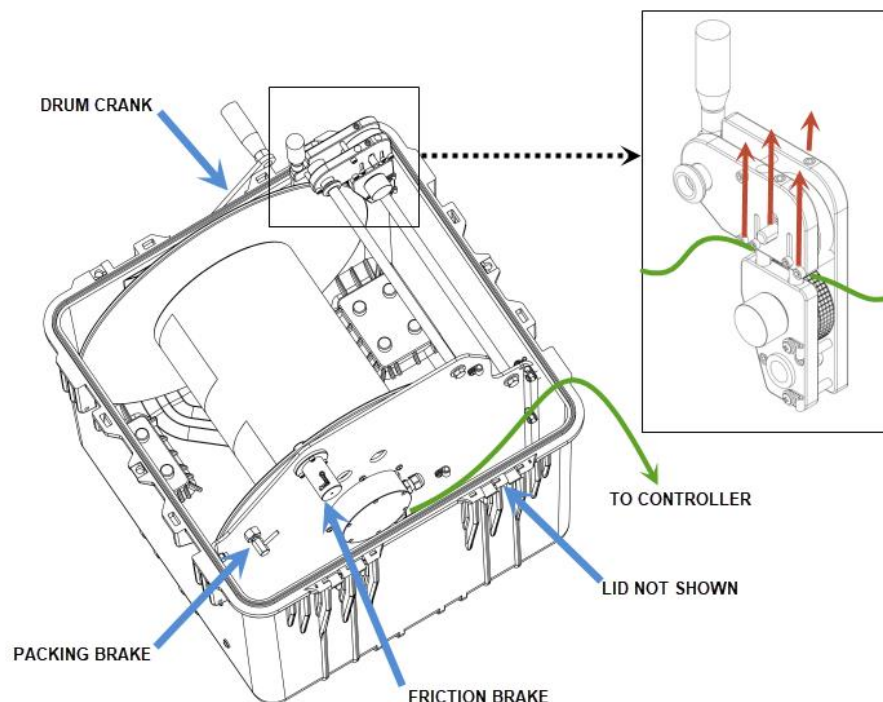 DRUM CRANK
TO CONTROLLER
LID NOT SHOWN
PACKING BRAKE
FRICTION BRAKE